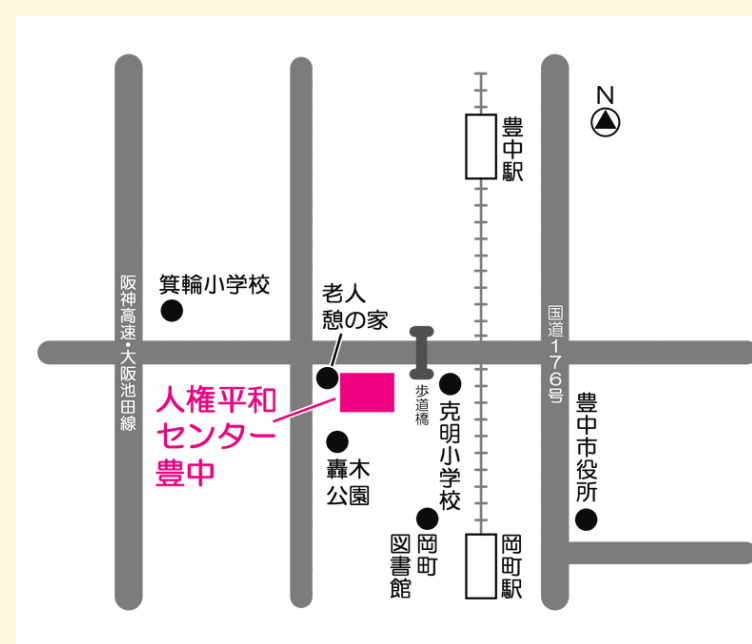 N
豊中駅
阪神高速・大阪池田線
箕輪小学校
老人
憩の家
国道176号
人権平和
センター
豊中
歩道橋
克明小学校
豊中市役所
轟木
公園
岡町
図書館
岡町駅